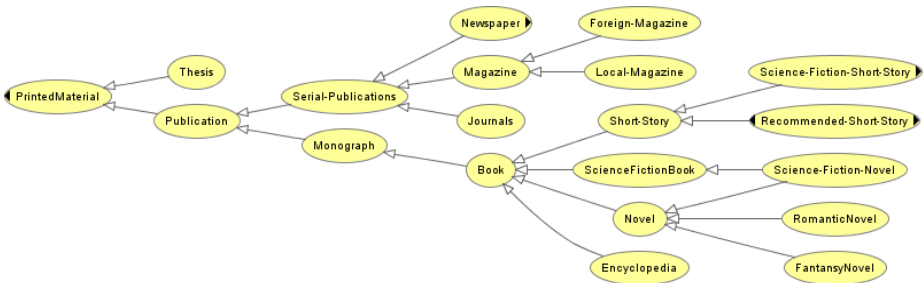 Newspaper
Foreign-Magazine
Thesis
Magazine
Local-Magazine
Science-Fiction-Short-Story
PrintedMaterial
Serial-Publications
Publication
Journals
Short-Story
Recommended-Short-Story
Monograph
Book
ScienceFictionBook
Science-Fiction-Novel
Novel
RomanticNovel
Encyclopedia
FantansyNovel